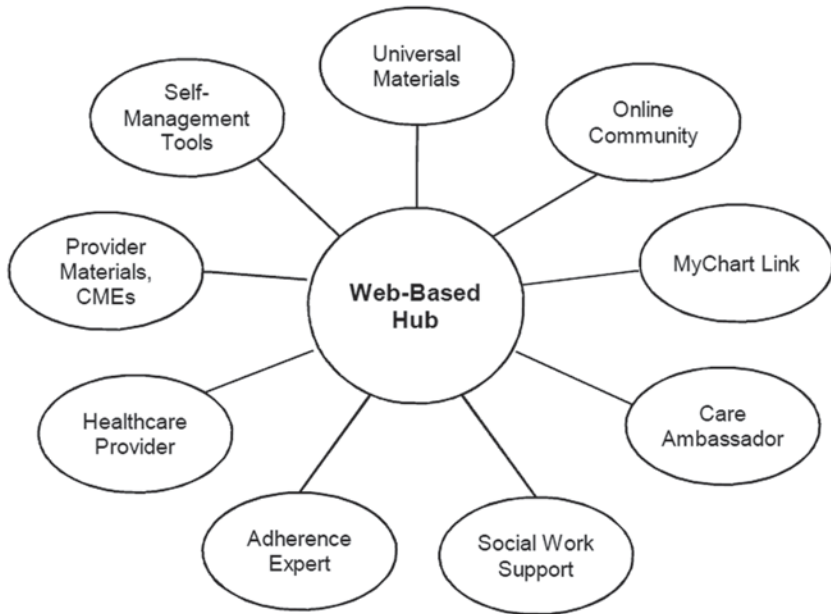 Universal
Materials
Self-
Management
Tools
Online
Community
Provider
Materials,
CMEs
Web-Based
Hub
MyChart Link
Healthcare
Provider
Care
Ambassador
Adherence
Expert
Social Work
Support